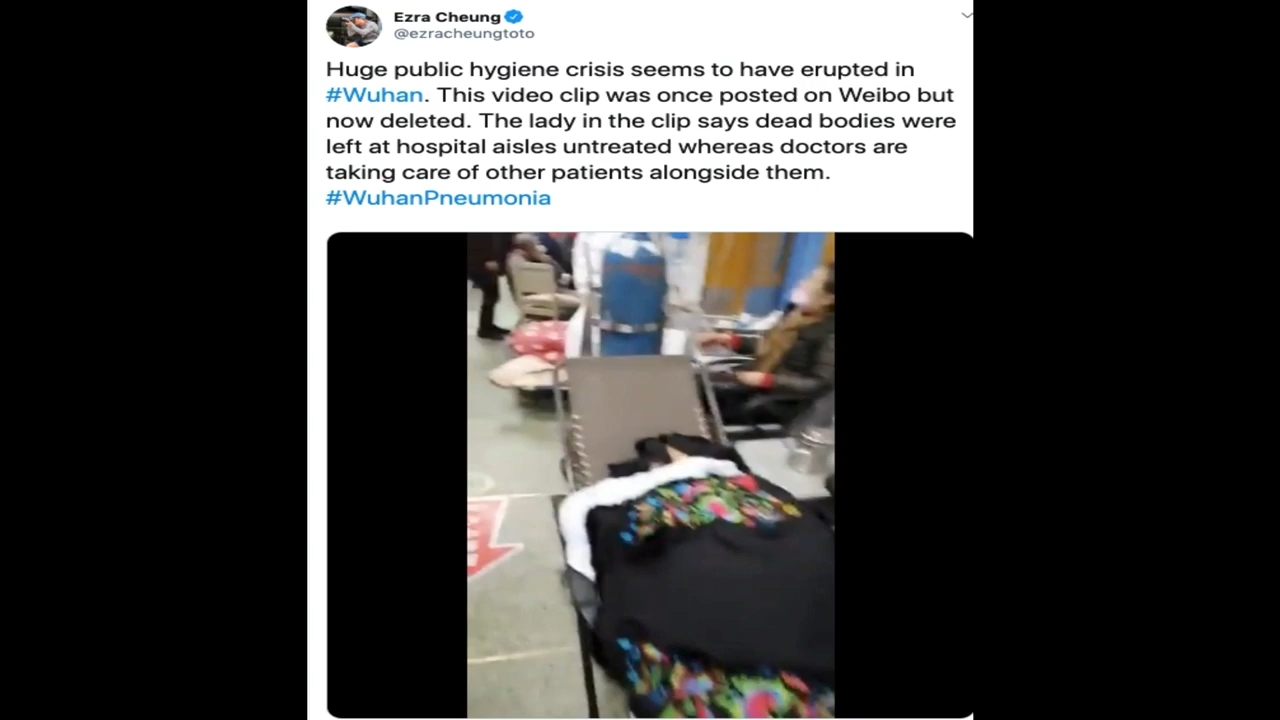 Ezra Cheung
@ezracheungtoto
Huge public hygiene crisis seems to have erupted in
#Wuhan. This video clip was once posted on Weibo but
now deleted. The lady in the clip says dead bodies were
left at hospital aisles untreated whereas doctors are
taking care of other patients alongside them.
#WuhanPneumonia